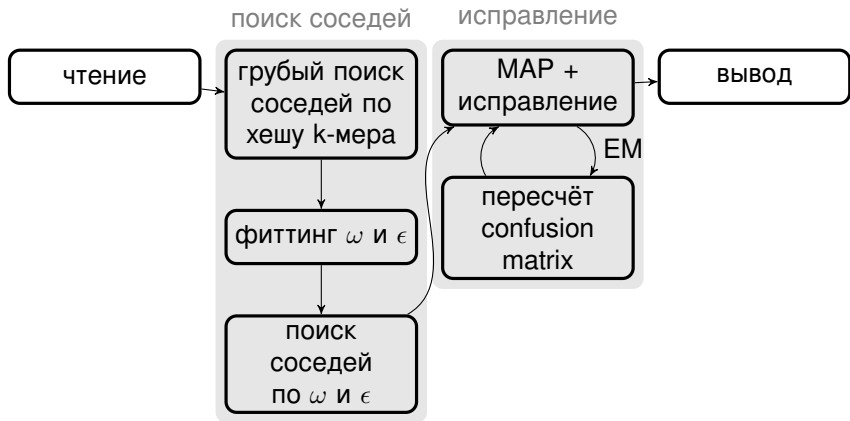 поиск соседей
исправление
чтение
грубый поиск
соседей по
хешу k-мера
фиттинг ω и ϵ
поиск
соседей
по ω и ϵ
MAP +
исправление
EM
пересчёт
confusion
matrix
вывод